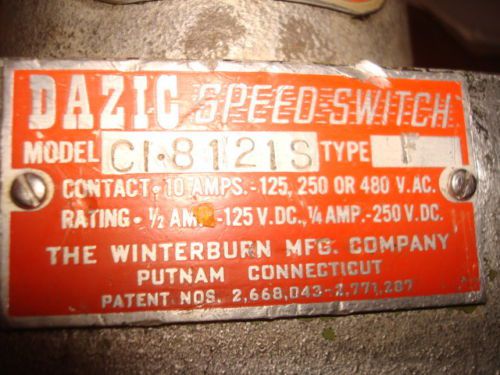 DAZIC SPEED SWITCH
MODEL CI.8121S TYPE F
CONTACT • 10 AMPS. - 125, 250 OR 480 V. AC.
RATING • ½ AMP. - 125 V. DC., ¼ AMP. - 250 V. DC.
THE WINTERBURN MFG. COMPANY
PUTNAM CONNECTICUT
PATENT NOS. 2,668,043 - 2,771,287